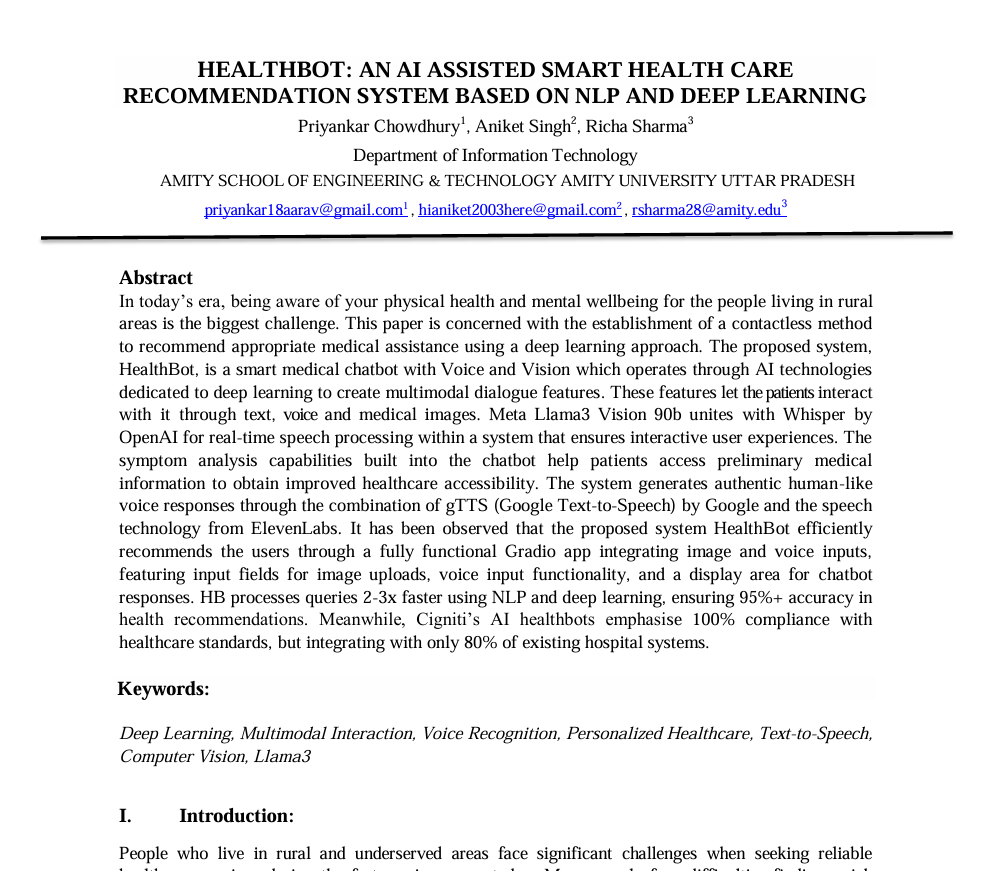 HEALTHBOT: AN AI ASSISTED SMART HEALTH CARE
RECOMMENDATION SYSTEM BASED ON NLP AND DEEP LEARNING
Priyankar Chowdhury1, Aniket Singh2, Richa Sharma3
Department of Information Technology
AMITY SCHOOL OF ENGINEERING & TECHNOLOGY AMITY UNIVERSITY UTTAR PRADESH
priyankar18aarav@gmail.com1 , hianiket2003here@gmail.com2 , rsharma28@amity.edu3
Abstract
In today's era, being aware of your physical health and mental wellbeing for the people living in rural
areas is the biggest challenge. This paper is concerned with the establishment of a contactless method
to recommend appropriate medical assistance using a deep learning approach. The proposed system,
HealthBot, is a smart medical chatbot with Voice and Vision which operates through AI technologies
dedicated to deep learning to create multimodal dialogue features. These features let the patients interact
with it through text, voice and medical images. Meta Llama3 Vision 90b unites with Whisper by
OpenAI for real-time speech processing within a system that ensures interactive user experiences. The
symptom analysis capabilities built into the chatbot help patients access preliminary medical
information to obtain improved healthcare accessibility. The system generates authentic human-like
voice responses through the combination of gTTS (Google Text-to-Speech) by Google and the speech
technology from ElevenLabs. It has been observed that the proposed system HealthBot efficiently
recommends the users through a fully functional Gradio app integrating image and voice inputs,
featuring input fields for image uploads, voice input functionality, and a display area for chatbot
responses. HB processes queries 2-3x faster using NLP and deep learning, ensuring 95%+ accuracy in
health recommendations. Meanwhile, Cigniti's AI healthbots emphasise 100% compliance with
healthcare standards, but integrating with only 80% of existing hospital systems.
Keywords:
Deep Learning, Multimodal Interaction, Voice Recognition, Personalized Healthcare, Text-to-Speech,
Computer Vision, Llama3
I. Introduction:
People who live in rural and underserved areas face significant challenges when seeking reliable